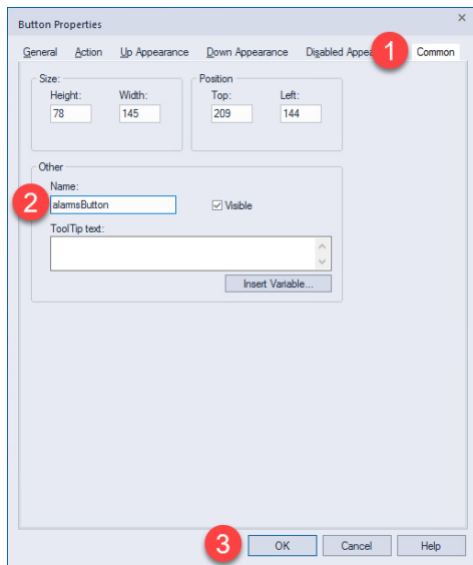 Button Properties
General Action Up Appearance Down Appearance Disabled Appea 1 Common
Size: Position
Height: Width: Top: Left:
78 145 209 144
Other
Name:
2 alarmsButton Visible
ToolTip text:
Insert Variable...
3 OK Cancel Help